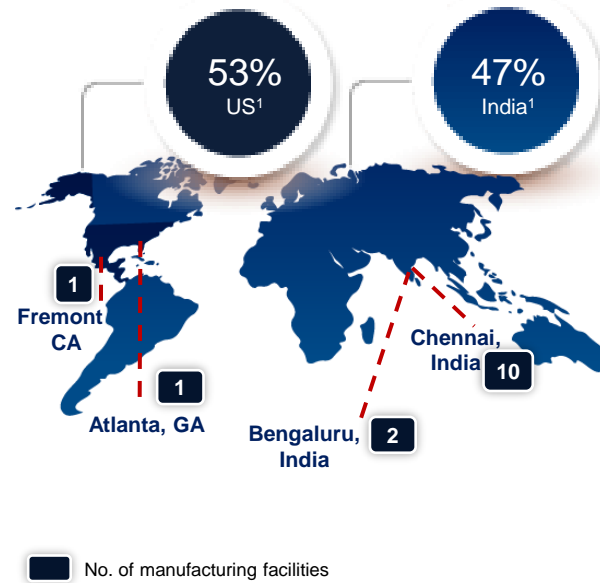 53%
US¹
47%
India¹
1
Fremont
CA
1
Atlanta, GA
Chennai,
India
10
Bengaluru,
India
2
No. of manufacturing facilities